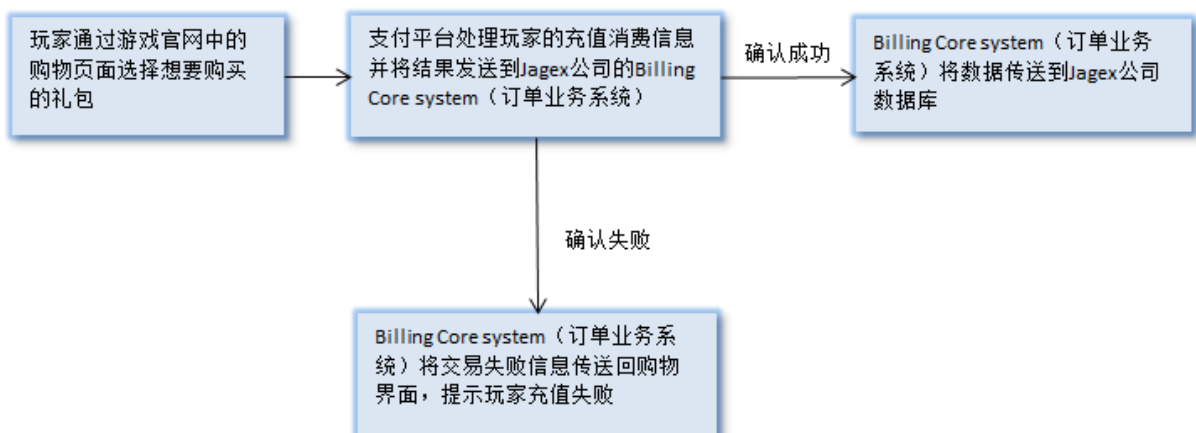 玩家通过游戏官网中的
购物页面选择想要购买
的礼包
支付平台处理玩家的充值消费信息
并将结果发送到Jagex公司的Billing
Core system（订单业务系统）
确认成功
Billing Core system（订单业务
系统）将数据传送到Jagex公司
数据库
确认失败
Billing Core system（订单业务系
统）将交易失败信息传送回购物
界面，提示玩家充值失败